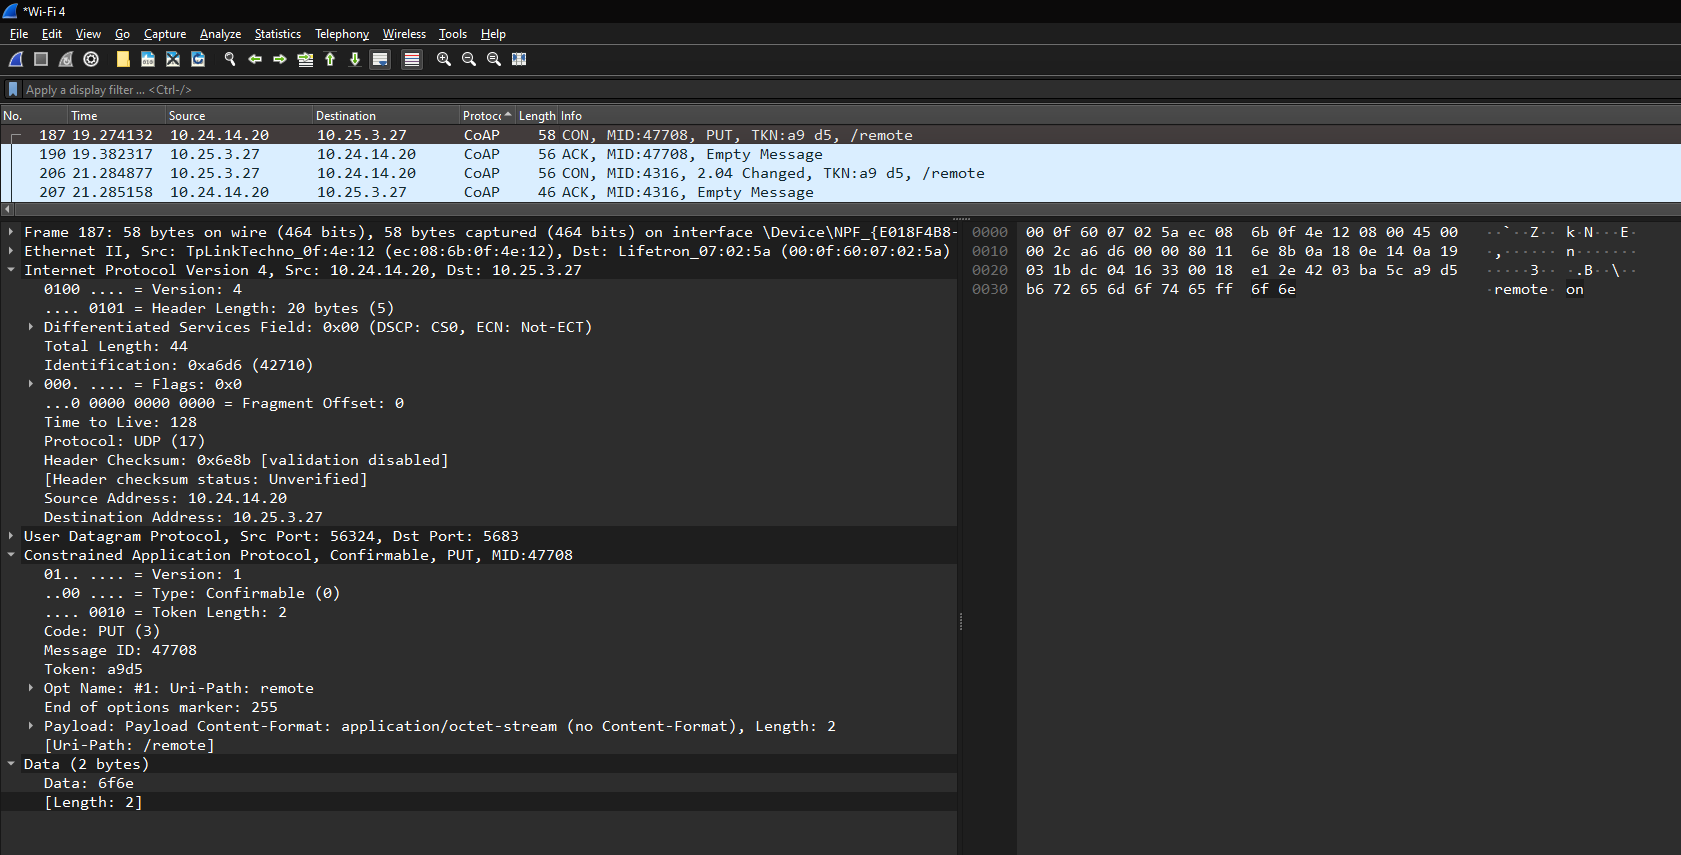 *Wi-Fi 4
File Edit View Go Capture Analyze Statistics Telephony Wireless Tools Help
Apply a display filter ... <Ctrl-/>
No. Time Source Destination Protoc Length Info
187 19.274132 10.24.14.20 10.25.3.27 CoAP 58 CON, MID:47708, PUT, TKN:a9 d5, /remote
190 19.382317 10.25.3.27 10.24.14.20 CoAP 56 ACK, MID:47708, Empty Message
206 21.284877 10.25.3.27 10.24.14.20 CoAP 56 CON, MID:4316, 2.04 Changed, TKN:a9 d5, /remote
207 21.285158 10.24.14.20 10.25.3.27 CoAP 46 ACK, MID:4316, Empty Message
Frame 187: 58 bytes on wire (464 bits), 58 bytes captured (464 bits) on interface \Device\NPF_{E018F4B8-
Ethernet II, Src: TpLinkTechno_0f:4e:12 (ec:08:6b:0f:4e:12), Dst: Lifetron_07:02:5a (00:0f:60:07:02:5a)
Internet Protocol Version 4, Src: 10.24.14.20, Dst: 10.25.3.27
0100 .... = Version: 4
.... 0101 = Header Length: 20 bytes (5)
Differentiated Services Field: 0x00 (DSCP: CS0, ECN: Not-ECT)
Total Length: 44
Identification: 0xa6d6 (42710)
000. .... = Flags: 0x0
...0 0000 0000 0000 = Fragment Offset: 0
Time to Live: 128
Protocol: UDP (17)
Header Checksum: 0x6e8b [validation disabled]
[Header checksum status: Unverified]
Source Address: 10.24.14.20
Destination Address: 10.25.3.27
User Datagram Protocol, Src Port: 56324, Dst Port: 5683
Constrained Application Protocol, Confirmable, PUT, MID:47708
01.. .... = Version: 1
..00 .... = Type: Confirmable (0)
.... 0010 = Token Length: 2
Code: PUT (3)
Message ID: 47708
Token: a9d5
Opt Name: #1: Uri-Path: remote
End of options marker: 255
Payload: Payload Content-Format: application/octet-stream (no Content-Format), Length: 2
[Uri-Path: /remote]
Data (2 bytes)
Data: 6f6e
[Length: 2]
0000 00 0f 60 07 02 5a ec 08 6b 0f 4e 12 08 00 45 00 ··`··Z·· k·N···E·
0010 00 2c a6 d6 00 00 80 11 6e 8b 0a 18 0e 14 0a 19 ·,······ n·······
0020 03 1b dc 04 16 33 00 18 e1 2e 42 03 ba 5c a9 d5 ·····3·· ·.B··\··
0030 b6 72 65 6d 6f 74 65 ff 6f 6e ·remote· on